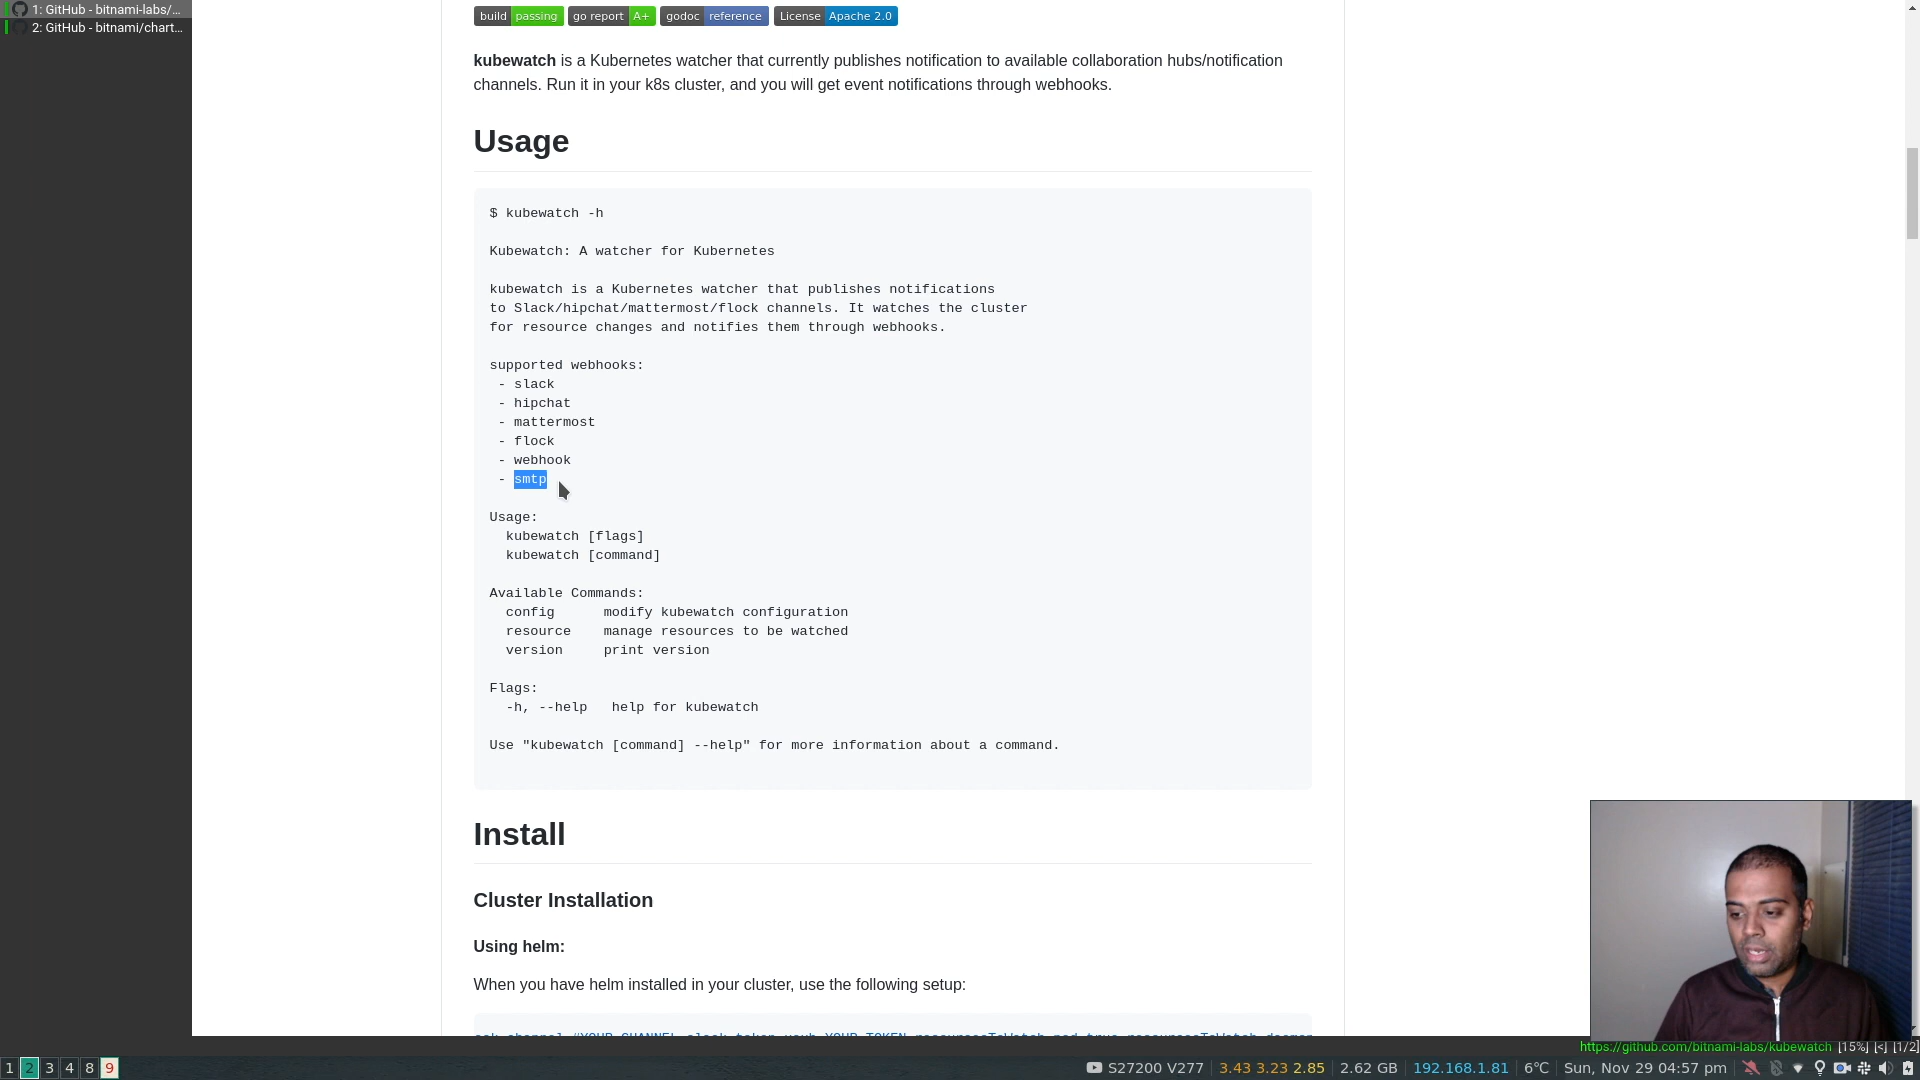 1: GitHub - bitnami-labs/...
2: GitHub - bitnami/chart...
build passing go report A+ godoc reference License Apache 2.0
kubewatch is a Kubernetes watcher that currently publishes notification to available collaboration hubs/notification
channels. Run it in your k8s cluster, and you will get event notifications through webhooks.
Usage
$ kubewatch -h
Kubewatch: A watcher for Kubernetes
kubewatch is a Kubernetes watcher that publishes notifications
to Slack/hipchat/mattermost/flock channels. It watches the cluster
for resource changes and notifies them through webhooks.
supported webhooks:
- slack
- hipchat
- mattermost
- flock
- webhook
- smtp
Usage:
kubewatch [flags]
kubewatch [command]
Available Commands:
config modify kubewatch configuration
resource manage resources to be watched
version print version
Flags:
-h, --help help for kubewatch
Use "kubewatch [command] --help" for more information about a command.
Install
Cluster Installation
Using helm:
When you have helm installed in your cluster, use the following setup:
https://github.com/bitnami-labs/kubewatch [15%] [<] [1/2]
1 2 3 4 8 9
S27200 V277 3.43 3.23 2.85 2.62 GB 192.168.1.81 6°C Sun, Nov 29 04:57 pm